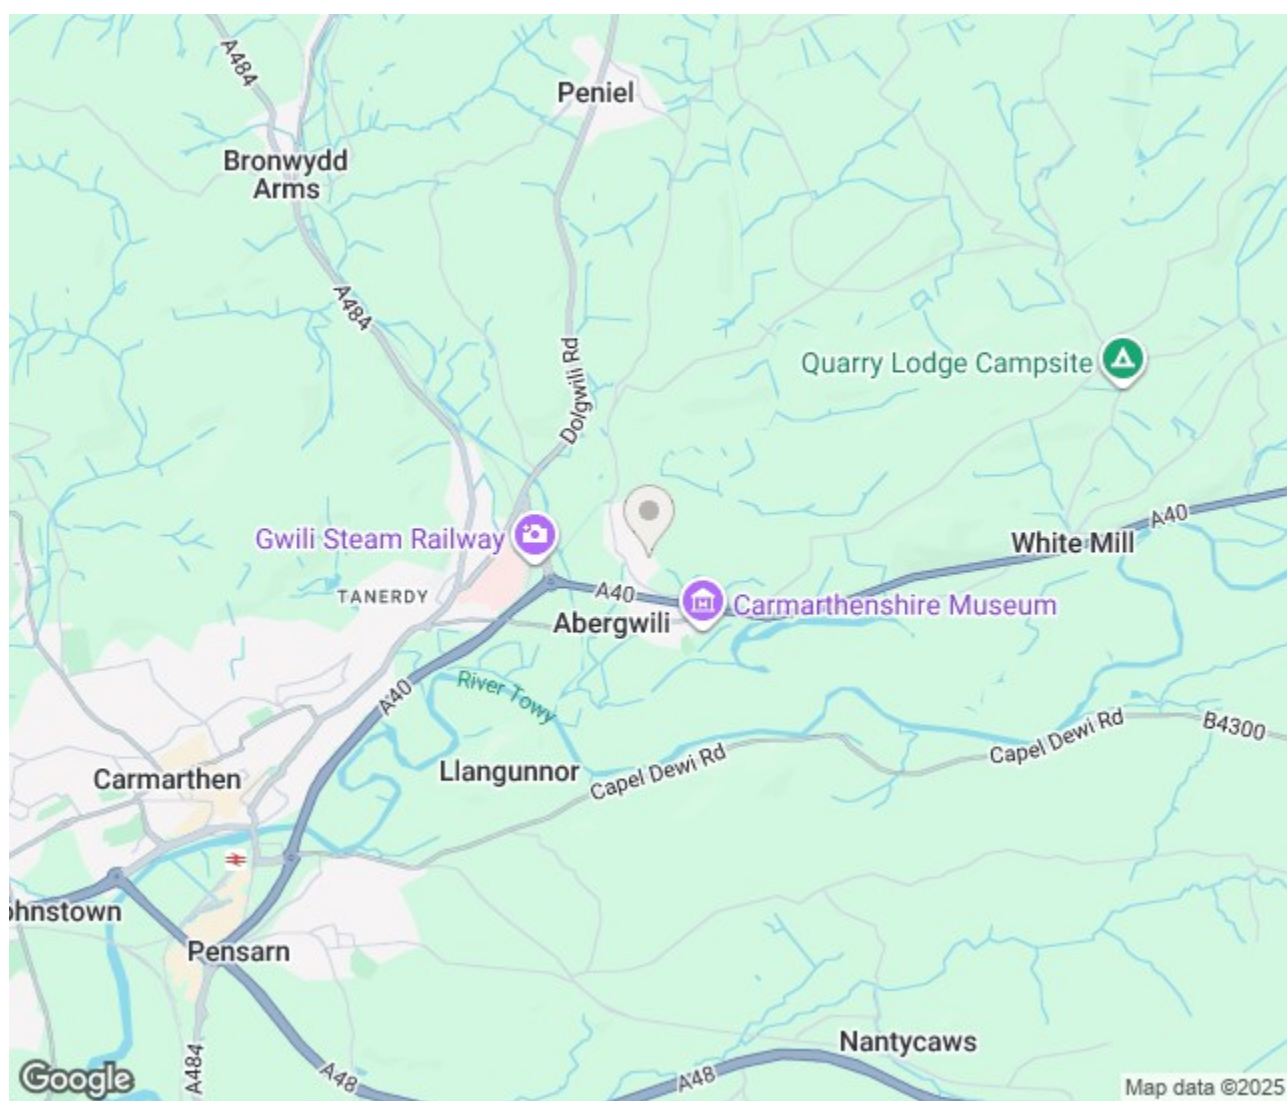 A484
Peniel
Bronwydd
Arms
A484
Dolgwili Rd
Quarry Lodge Campsite
A40
White Mill
Gwili Steam Railway
TANERDY
A40
Carmarthenshire Museum
Abergwili
A40
River Towy
Capel Dewi Rd
B4300
Carmarthen
Llangunnor
Capel Dewi Rd
ohnstown
Pensarn
Nantycaws
A484
A48
A48
Google
Map data ©2025